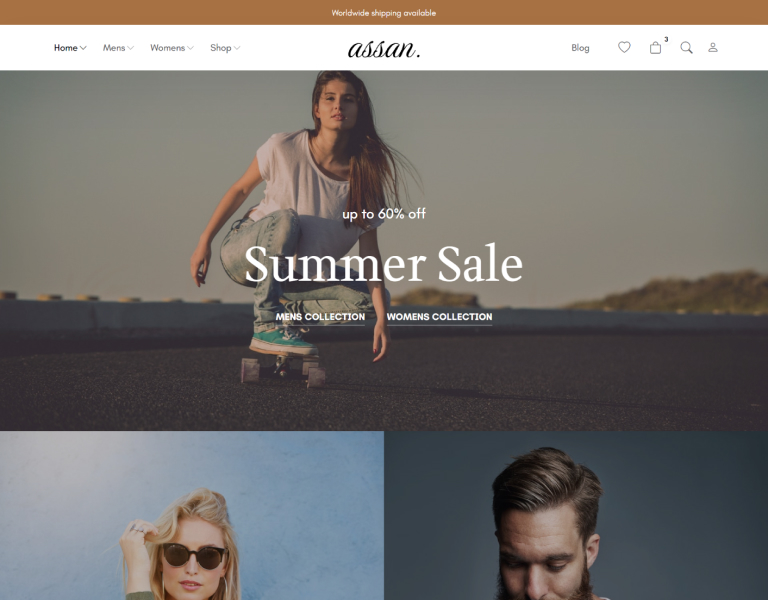 Worldwide shipping available
Home Mens Womens Shop
assan.
Blog
3
up to 60% off
Summer Sale
MENS COLLECTION WOMENS COLLECTION